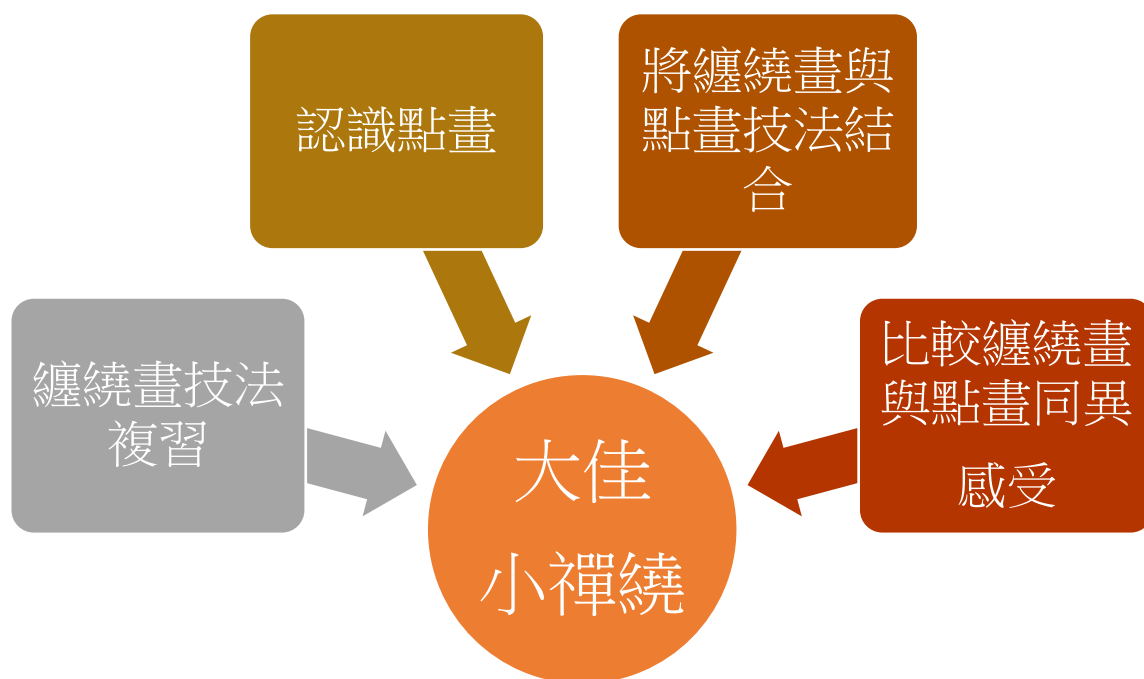 認識點畫
將纏繞畫與
點畫技法結
合
纏繞畫技法
複習
比較纏繞畫
與點畫同異
感受
大佳
小禪繞